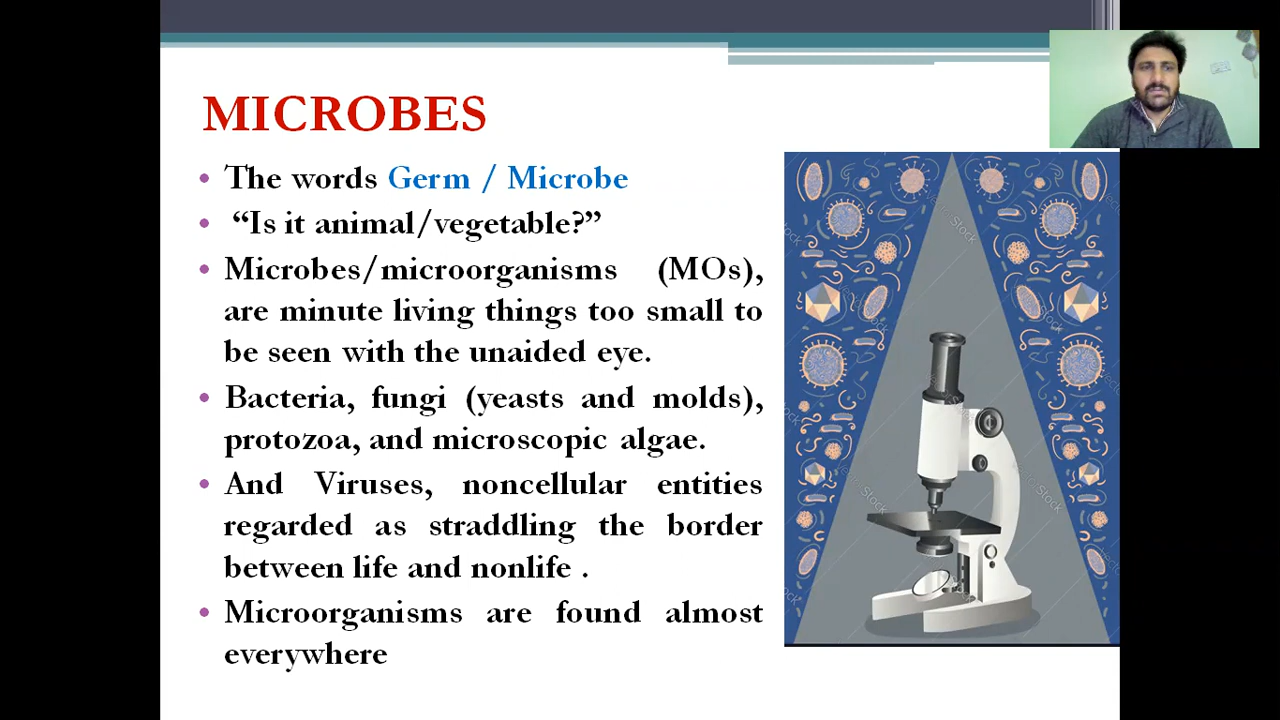 MICROBES
• The words Germ / Microbe
• “Is it animal/vegetable?”
• Microbes/microorganisms (MOs),
are minute living things too small to
be seen with the unaided eye.
• Bacteria, fungi (yeasts and molds),
protozoa, and microscopic algae.
• And Viruses, noncellular entities
regarded as straddling the border
between life and nonlife .
• Microorganisms are found almost
everywhere